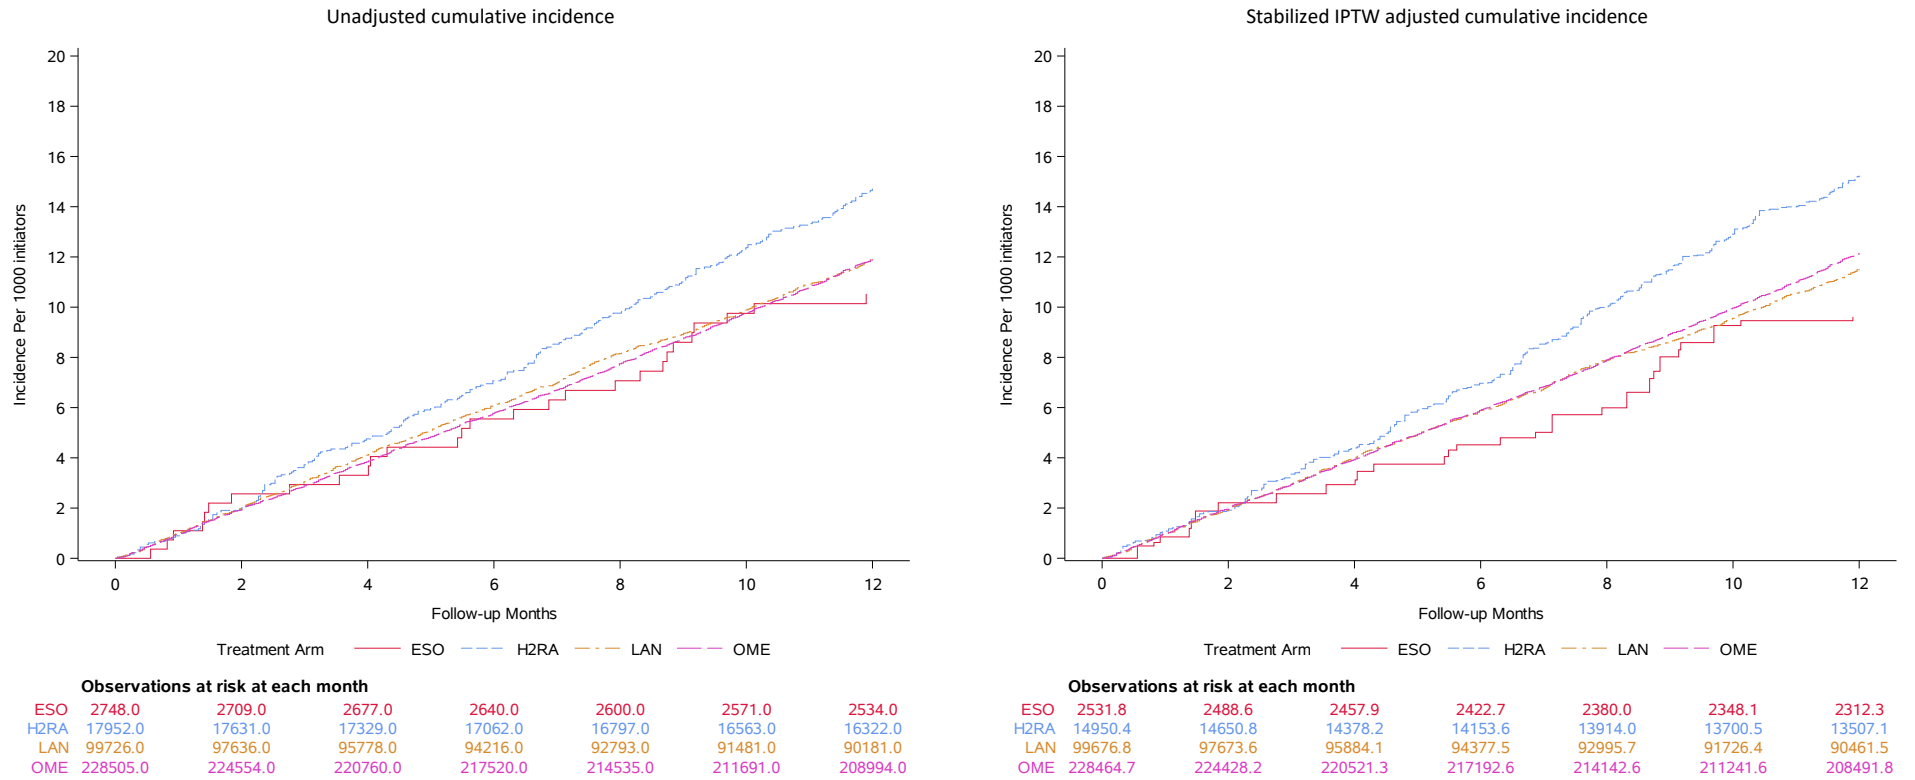 Unadjusted cumulative incidence
20
18
16
14
12
10
8
6
4
2
0
Incidence Per 1000 initiators
0 2 4 6 8 10 12
Follow-up Months
Treatment Arm ESO H2RA LAN OME
Observations at risk at each month
ESO 2748.0 2709.0 2677.0 2640.0 2600.0 2571.0 2534.0
H2RA 17952.0 17631.0 17329.0 17062.0 16797.0 16563.0 16322.0
LAN 99726.0 97636.0 95778.0 94216.0 92793.0 91481.0 90181.0
OME 228505.0 224554.0 220760.0 217520.0 214535.0 211691.0 208994.0
Stabilized IPTW adjusted cumulative incidence
20
18
16
14
12
10
8
6
4
2
0
Incidence Per 1000 initiators
0 2 4 6 8 10 12
Follow-up Months
Treatment Arm ESO H2RA LAN OME
Observations at risk at each month
ESO 2531.8 2488.6 2457.9 2422.7 2380.0 2348.1 2312.3
H2RA 14950.4 14650.8 14378.2 14153.6 13914.0 13700.5 13507.1
LAN 99676.8 97673.6 95884.1 94377.5 92995.7 91726.4 90461.5
OME 228464.7 224428.2 220521.3 217192.6 214142.6 211241.6 208491.8